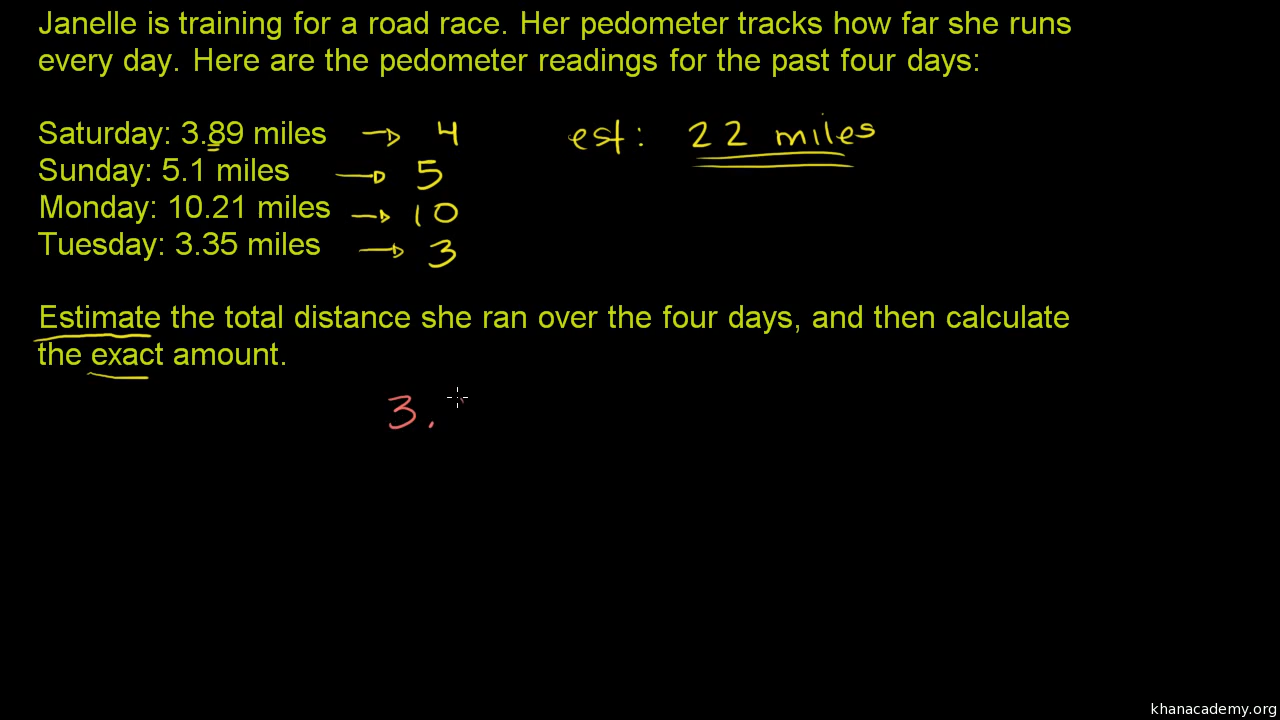 Janelle is training for a road race. Her pedometer tracks how far she runs
every day. Here are the pedometer readings for the past four days:
Saturday: 3.89 miles → 4 est: 22 miles
Sunday: 5.1 miles → 5
Monday: 10.21 miles → 10
Tuesday: 3.35 miles → 3
Estimate the total distance she ran over the four days, and then calculate
the exact amount.
3.
khanacademy.org